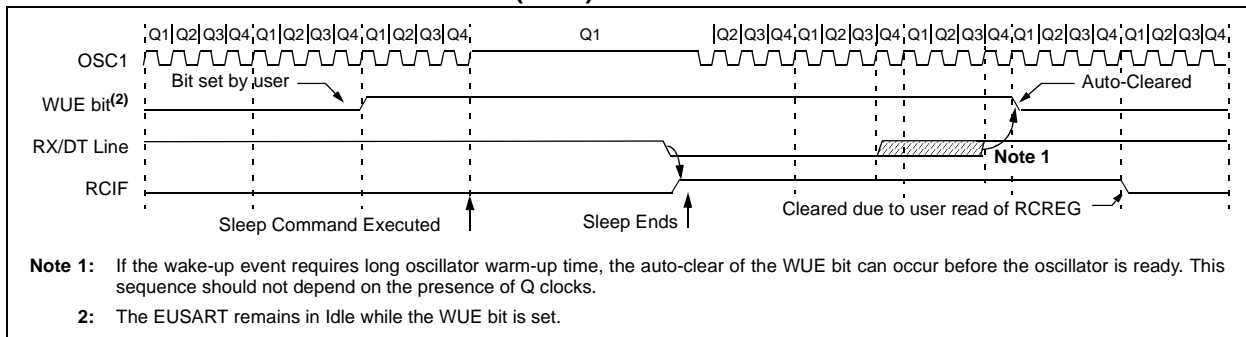 Q1 Q2 Q3 Q4 Q1 Q2 Q3 Q4 Q1 Q2 Q3 Q4 Q1 Q2 Q3 Q4 Q1 Q2 Q3 Q4 Q1 Q2 Q3 Q4 Q1 Q2 Q3 Q4 Q1 Q2 Q3 Q4
OSC1
Bit set by user
Auto-Cleared
WUE bit(2)
RX/DT Line
Note 1
RCIF
Cleared due to user read of RCREG
Sleep Command Executed
Sleep Ends
Note 1: If the wake-up event requires long oscillator warm-up time, the auto-clear of the WUE bit can occur before the oscillator is ready. This
sequence should not depend on the presence of Q clocks.
2: The EUSART remains in Idle while the WUE bit is set.